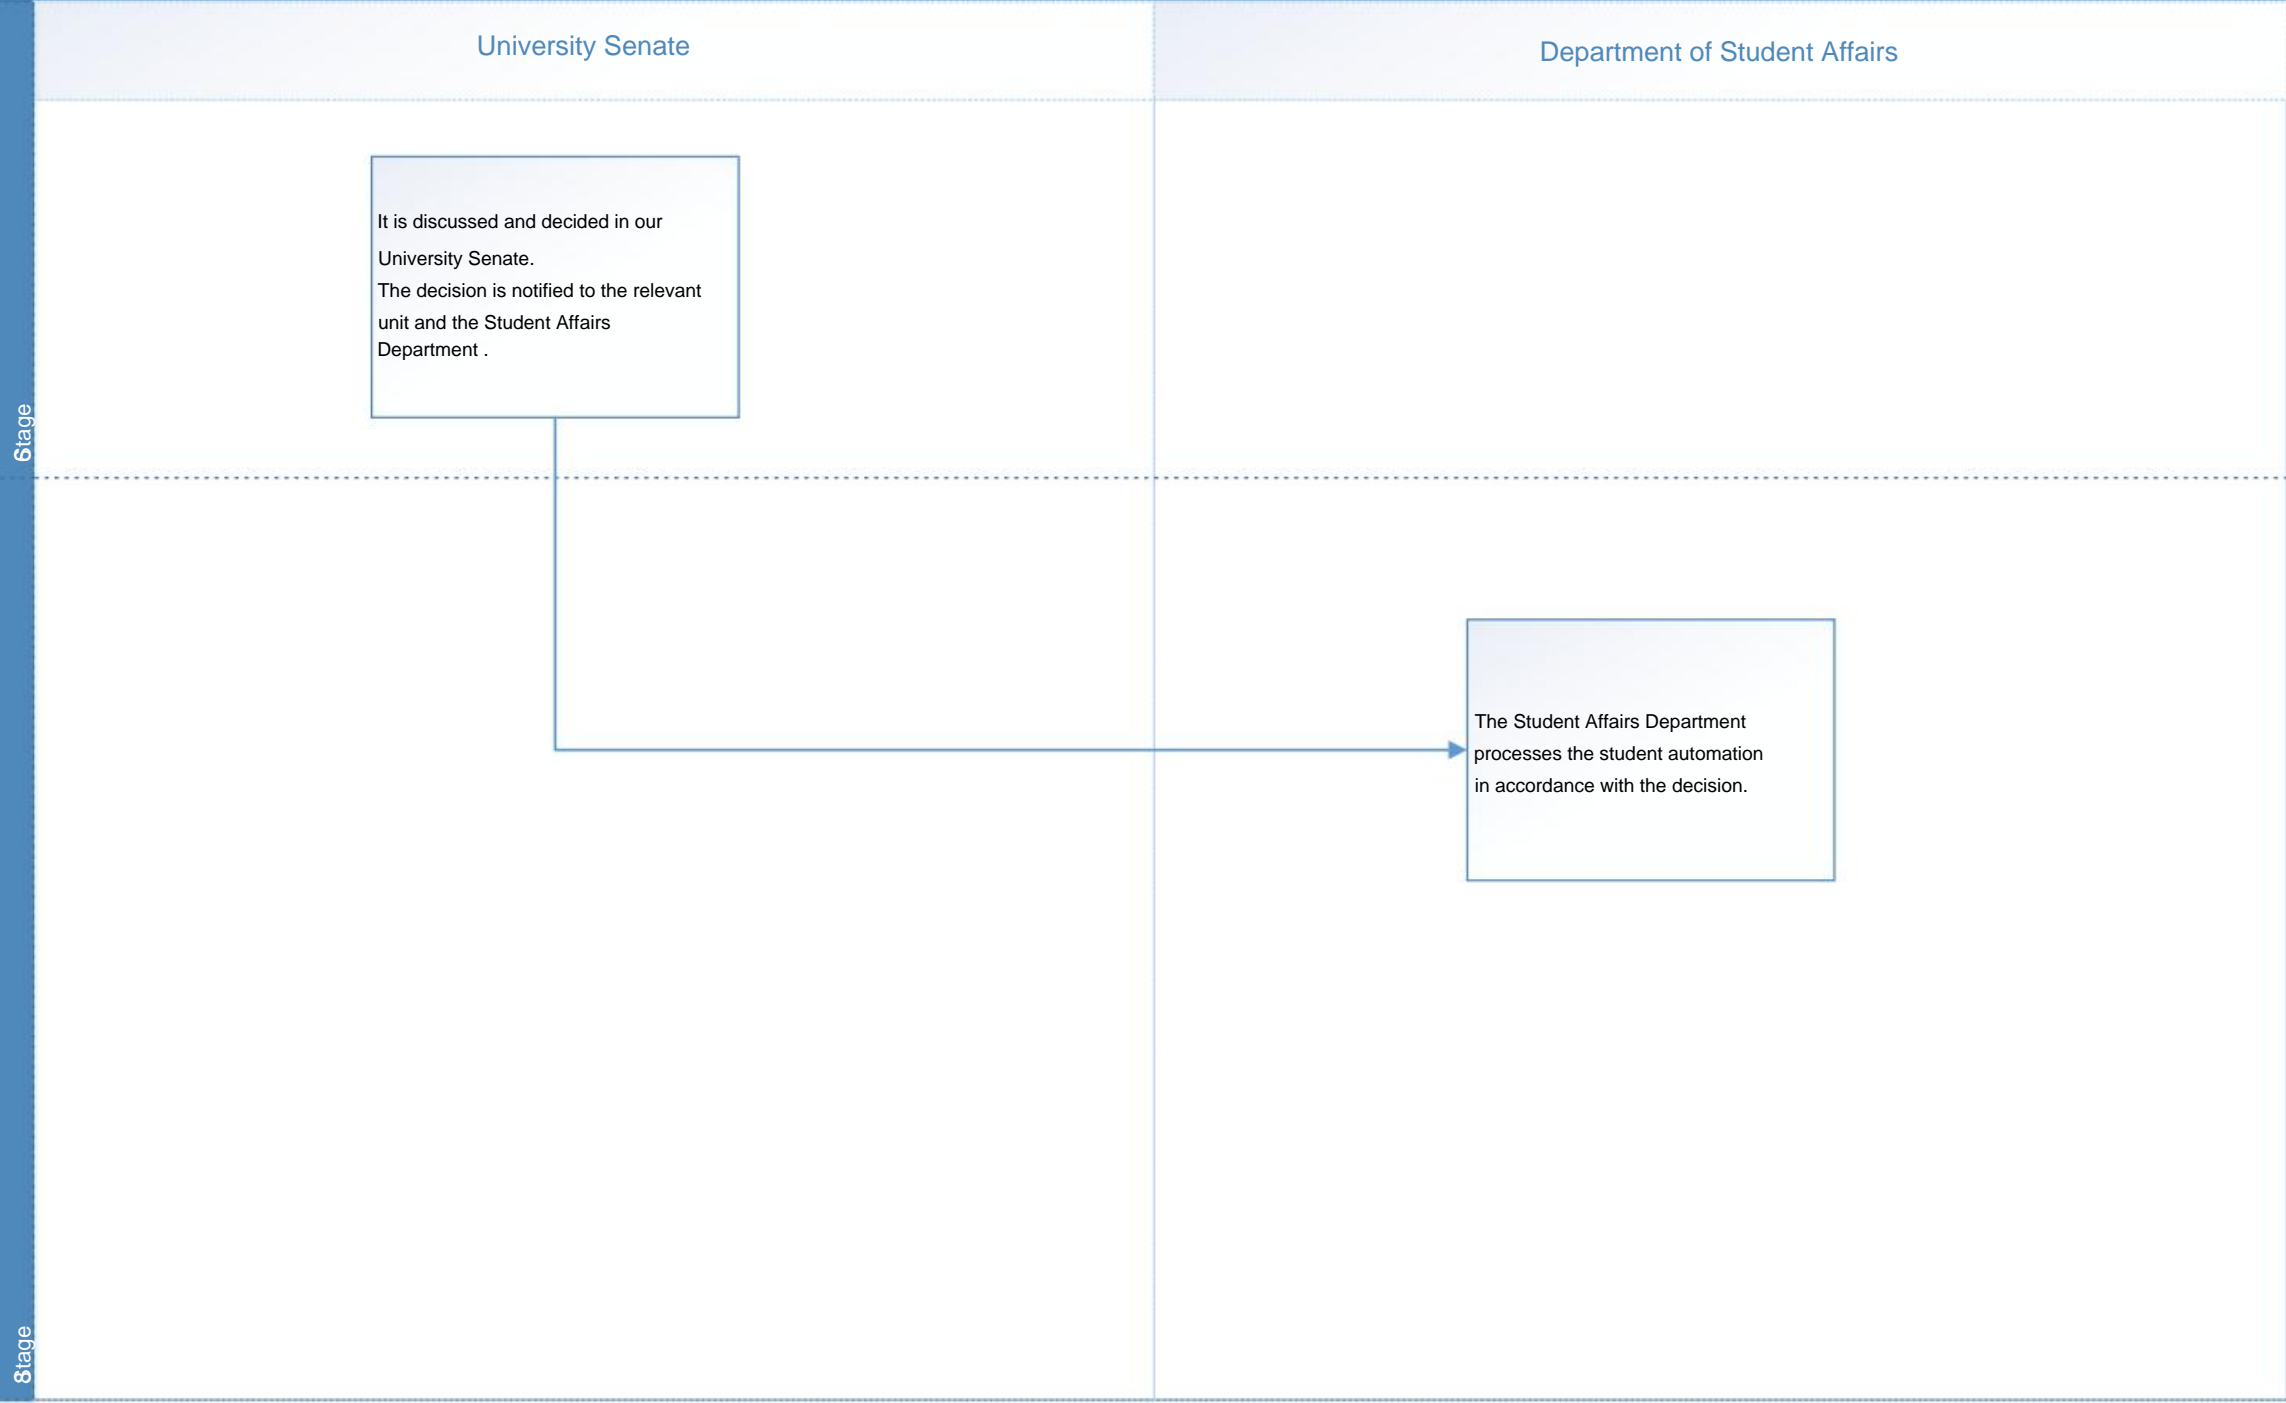 University Senate
Department of Student Affairs
It is discussed and decided in our
University Senate.
The decision is notified to the relevant
unit and the Student Affairs
Department .
6tage
The Student Affairs Department
processes the student automation
in accordance with the decision.
8tage